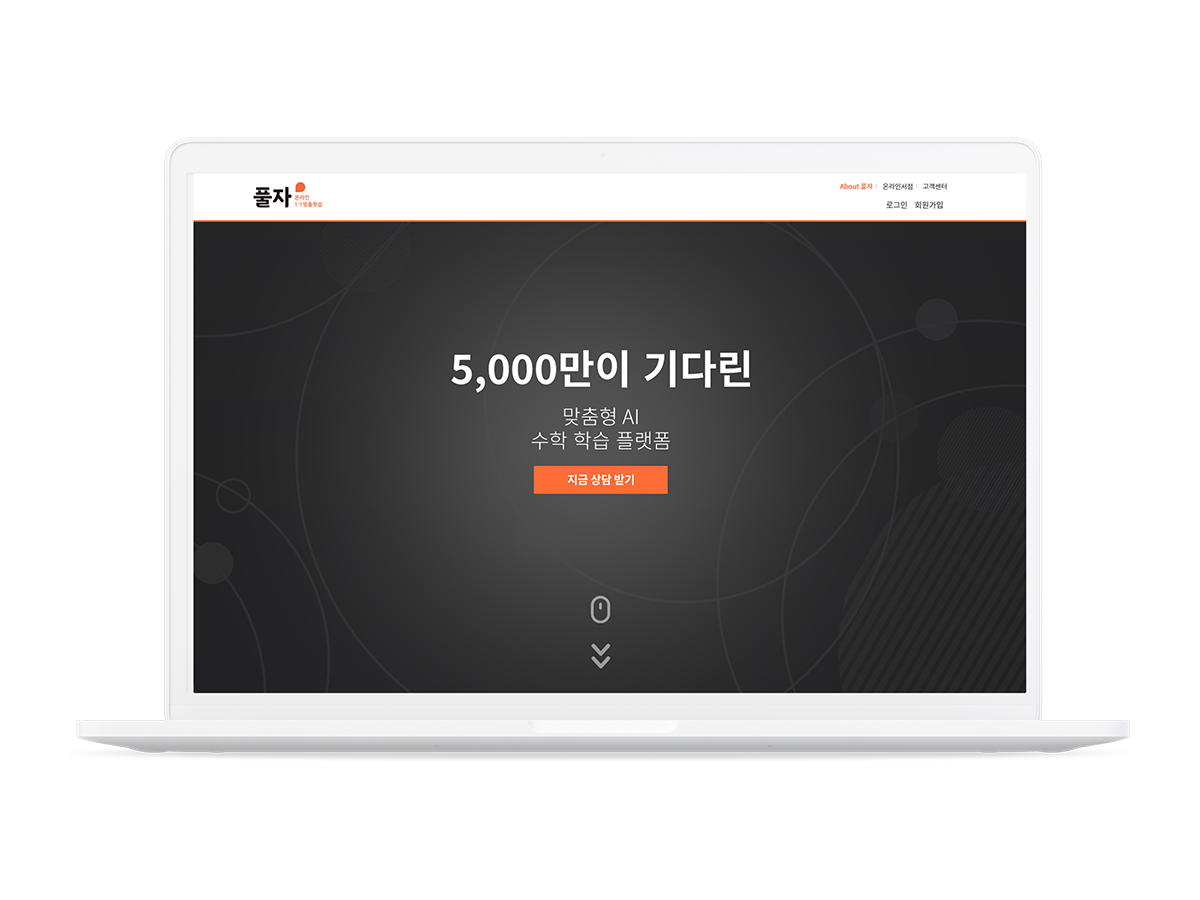 풀자
온라인
1:1맞춤학습
About 풀자 | 온라인서점 | 고객센터
로그인 회원가입
5,000만이 기다린
맞춤형 AI
수학 학습 플랫폼
지금 상담 받기